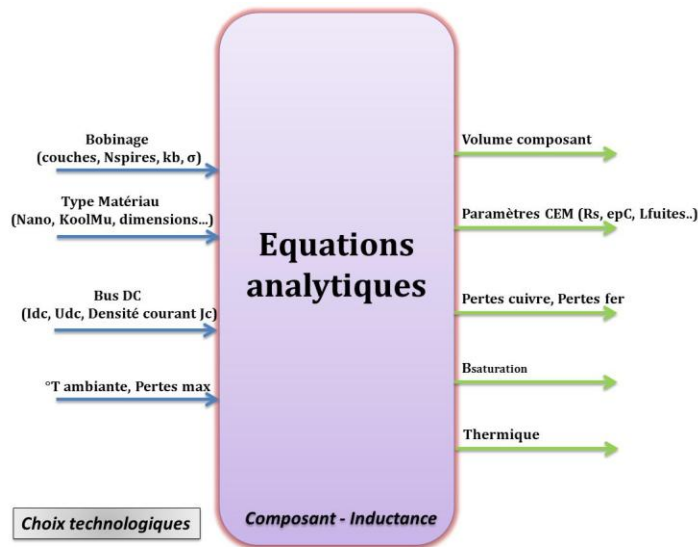 Bobinage
(couches, Nspires, kb, σ)
Type Matériau
(Nano, KoolMu, dimensions...)
Bus DC
(Idc, Udc, Densité courant Jc)
°T ambiante, Pertes max
Choix technologiques
Equations
analytiques
Composant - Inductance
Volume composant
Paramètres CEM (Rs, epC, Lfuites..)
Pertes cuivre, Pertes fer
Bsaturation
Thermique